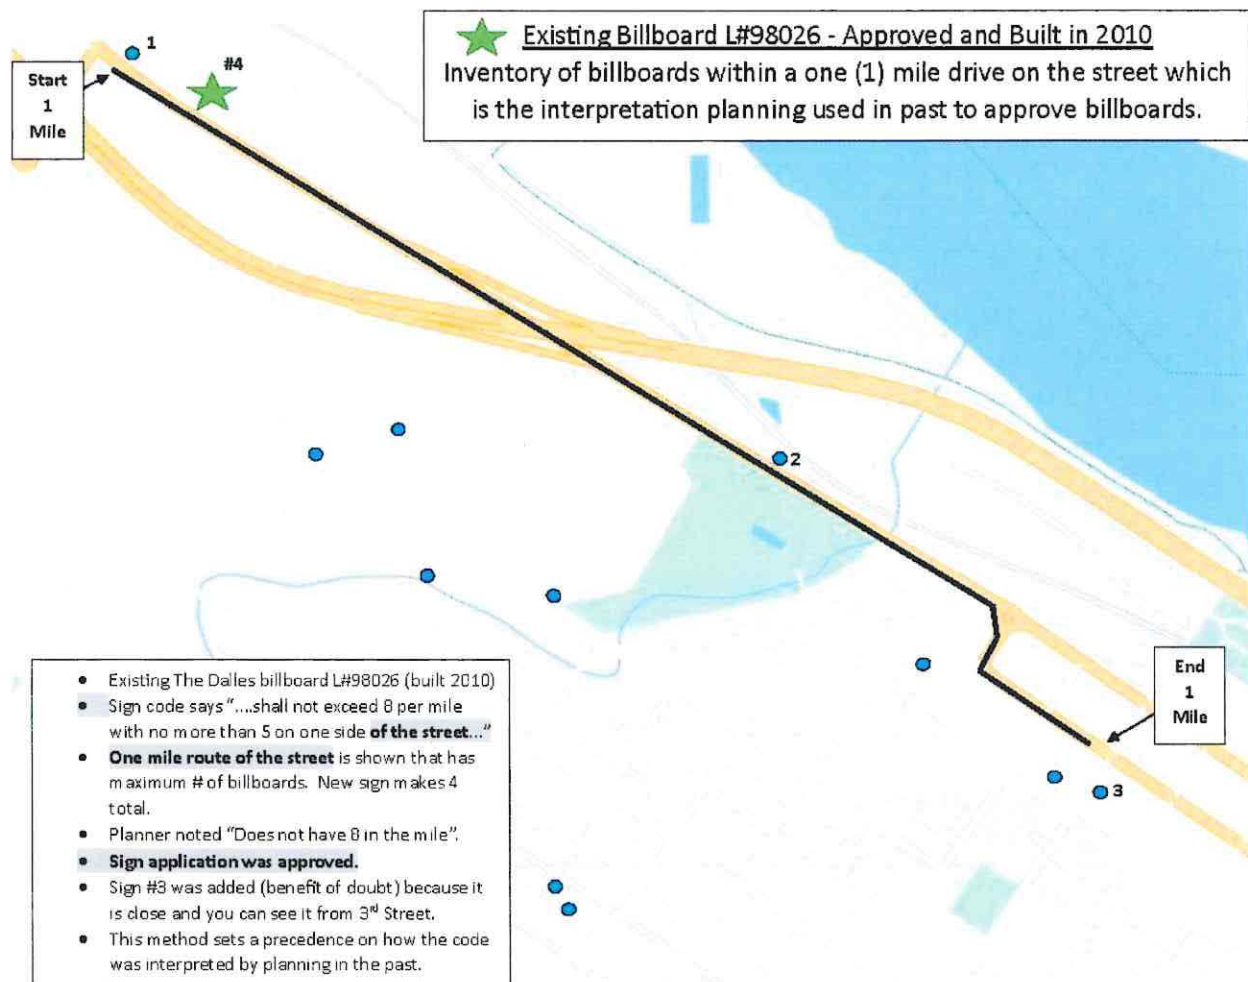 Existing Billboard L#98026 - Approved and Built in 2010
Inventory of billboards within a one (1) mile drive on the street which
is the interpretation planning used in past to approve billboards.
1
#4
Start
1
Mile
2
End
1
Mile
3
• Existing The Dalles billboard L#98026 (built 2010)
• Sign code says "....shall not exceed 8 per mile
with no more than 5 on one side of the street..."
• One mile route of the street is shown that has
maximum # of billboards. New sign makes 4
total.
• Planner noted "Does not have 8 in the mile".
• Sign application was approved.
• Sign #3 was added (benefit of doubt) because it
is close and you can see it from 3rd Street.
• This method sets a precedence on how the code
was interpreted by planning in the past.